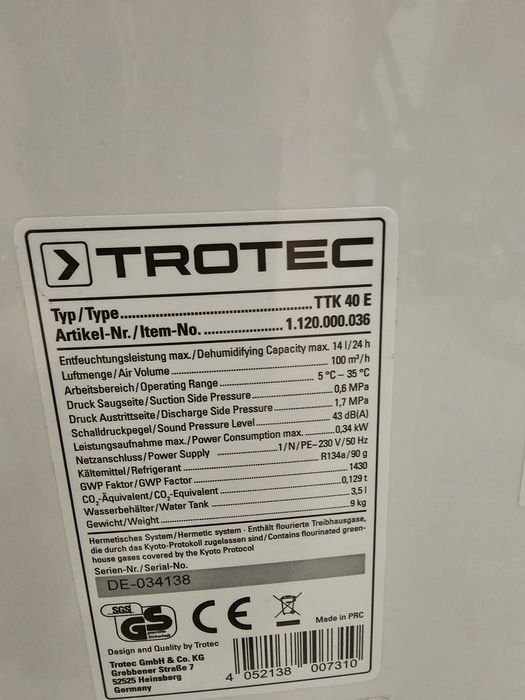 TROTEC
Typ/Type.....................................................TTK 40 E
Artikel-Nr./Item-No. ......................1.120.000.036
Entfeuchtungsleistung max./Dehumidifying Capacity max. 14 l/24 h
Luftmenge/Air Volume ..................................................100 m³/h
Arbeitsbereich/Operating Range................................5 °C – 35 °C
Druck Saugseite/Suction Side Pressure............................0,6 MPa
Druck Austrittseite/Discharge Side Pressure....................1,7 MPa
Schalldruckpegel/Sound Pressure Level..........................43 dB(A)
Leistungsaufnahme max./Power Consumption max. ..........0,34 kW
Netzanschluss/Power Supply ......................1/N/PE~230 V/50 Hz
Kältemittel/Refrigerant................................................R134a/90 g
GWP Faktor/GWP Factor ......................................................1430
CO₂-Äquivalent/CO₂-Equivalent.........................................0,129 t
Wasserbehälter/Water Tank ..................................................3,5 l
Gewicht/Weight.....................................................................9 kg
Hermetisches System/Hermetic system - Enthält flourierte Treibhausgase,
die durch das Kyoto-Protokoll zugelassen sind/Contains flourinated green-
house gases covered by the Kyoto Protocol
Serien-Nr./Serial-No.
DE-034138
SGS
GS
geprüfte
Sicherheit
CE
Made in PRC
Design and Quality by Trotec
Trotec GmbH & Co. KG
Grebbener Straße 7
52525 Heinsberg
Germany
4 052138 007310